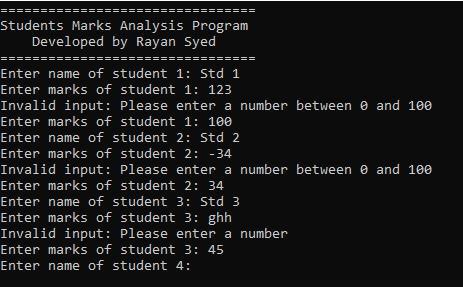 ================================
Students Marks Analysis Program
    Developed by Rayan Syed
================================
Enter name of student 1: Std 1
Enter marks of student 1: 123
Invalid input: Please enter a number between 0 and 100
Enter marks of student 1: 100
Enter name of student 2: Std 2
Enter marks of student 2: -34
Invalid input: Please enter a number between 0 and 100
Enter marks of student 2: 34
Enter name of student 3: Std 3
Enter marks of student 3: ghh
Invalid input: Please enter a number
Enter marks of student 3: 45
Enter name of student 4: